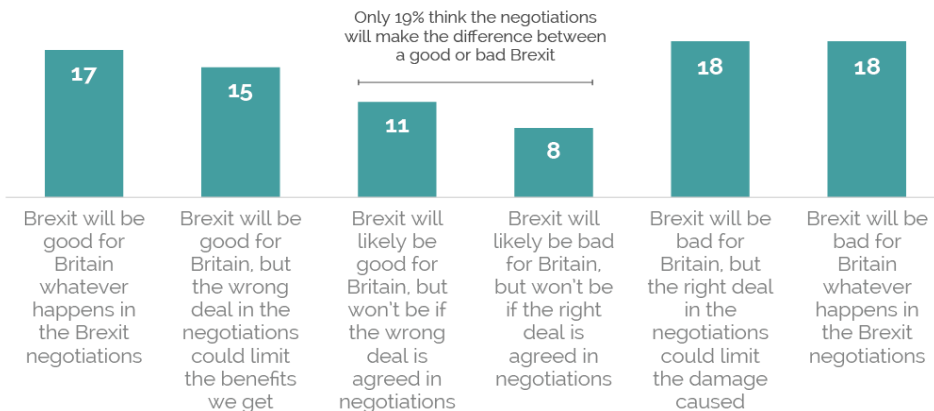 Only 19% think the negotiations
will make the difference between
a good or bad Brexit
17
15
11
8
18
18
Brexit will be
good for
Britain
whatever
happens in
the Brexit
negotiations
Brexit will be
good for
Britain, but
the wrong
deal in the
negotiations
could limit
the benefits
we get
Brexit will
likely be
good for
Britain, but
won't be if
the wrong
deal is
agreed in
negotiations
Brexit will
likely be bad
for Britain,
but won't be
if the right
deal is
agreed in
negotiations
Brexit will be
bad for
Britain, but
the right deal
in the
negotiations
could limit
the damage
caused
Brexit will be
bad for
Britain
whatever
happens in
the Brexit
negotiations